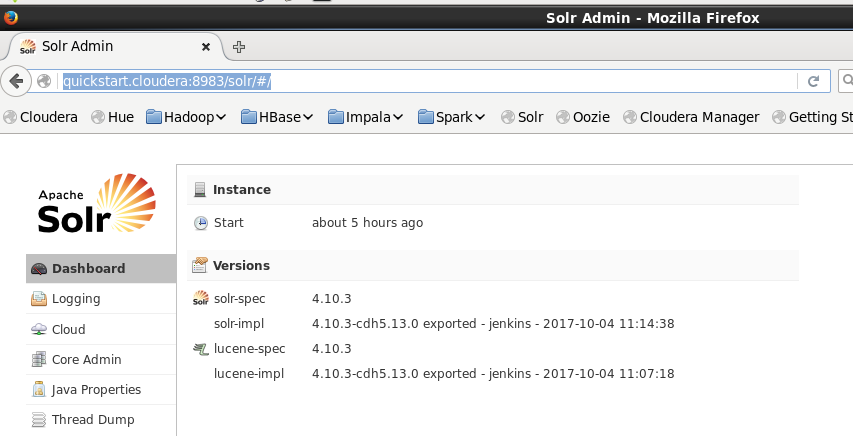 Solr Admin - Mozilla Firefox
Solr Admin
quickstart.cloudera:8983/solr/#/
Cloudera Hue Hadoop HBase Impala Spark Solr Oozie Cloudera Manager Getting St
Apache
Solr
Instance
Start about 5 hours ago
Dashboard
Versions
Logging
solr-spec 4.10.3
Cloud
solr-impl 4.10.3-cdh5.13.0 exported - jenkins - 2017-10-04 11:14:38
Core Admin
lucene-spec 4.10.3
Java Properties
lucene-impl 4.10.3-cdh5.13.0 exported - jenkins - 2017-10-04 11:07:18
Thread Dump